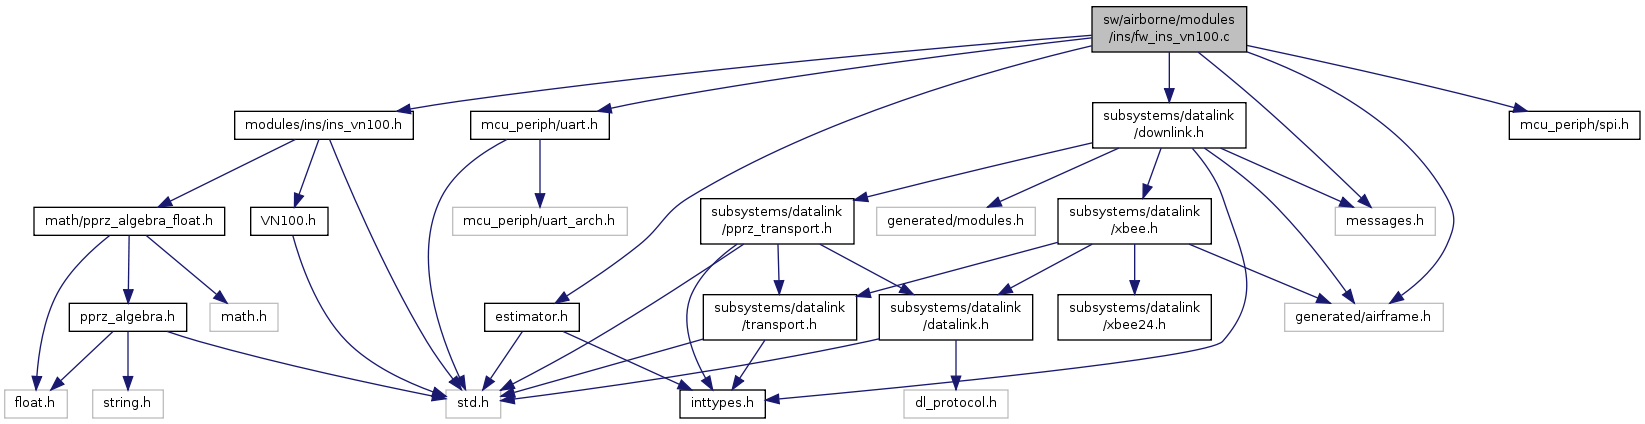 sw/airborne/modules
/ins/fw_ins_vn100.c
modules/ins/ins_vn100.h
mcu_periph/uart.h
subsystems/datalink
/downlink.h
mcu_periph/spi.h
math/pprz_algebra_float.h
VN100.h
mcu_periph/uart_arch.h
subsystems/datalink
/pprz_transport.h
generated/modules.h
subsystems/datalink
/xbee.h
messages.h
pprz_algebra.h
math.h
estimator.h
subsystems/datalink
/transport.h
subsystems/datalink
/datalink.h
subsystems/datalink
/xbee24.h
generated/airframe.h
float.h
string.h
std.h
inttypes.h
dl_protocol.h